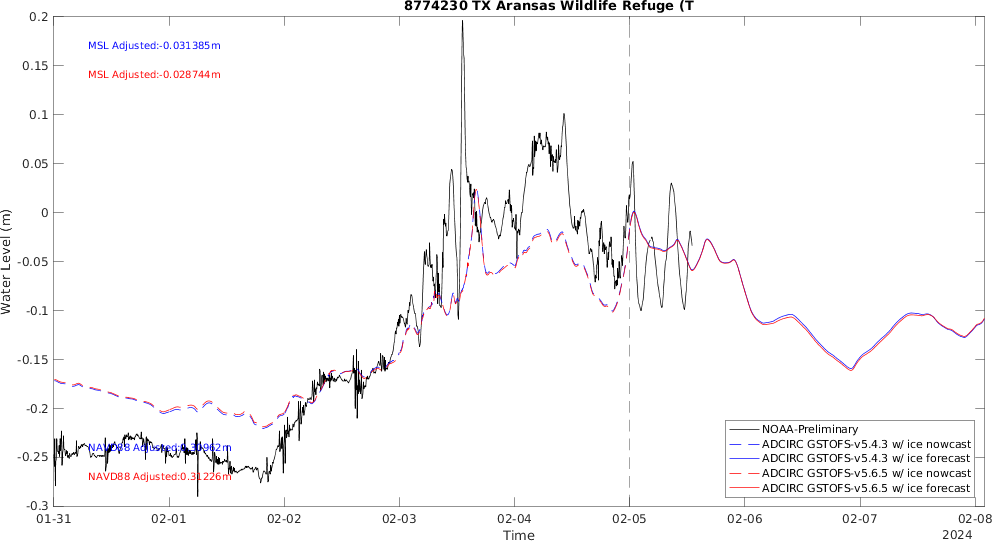 8774230 TX Aransas Wildlife Refuge (T
MSL Adjusted:-0.031385m
MSL Adjusted:-0.028744m
NAVD88 Adjusted:
NAVD88 Adjusted:0.31226m
Water Level (m)
0.2
0.15
0.1
0.05
0
-0.05
-0.1
-0.15
-0.2
-0.25
-0.3
NOAA-Preliminary
ADCIRC GSTOFS-v5.4.3 w/ ice nowcast
ADCIRC GSTOFS-v5.4.3 w/ ice forecast
ADCIRC GSTOFS-v5.6.5 w/ ice nowcast
ADCIRC GSTOFS-v5.6.5 w/ ice forecast
01-31 02-01 02-02 02-03 02-04 02-05 02-06 02-07 02-08
Time
2024